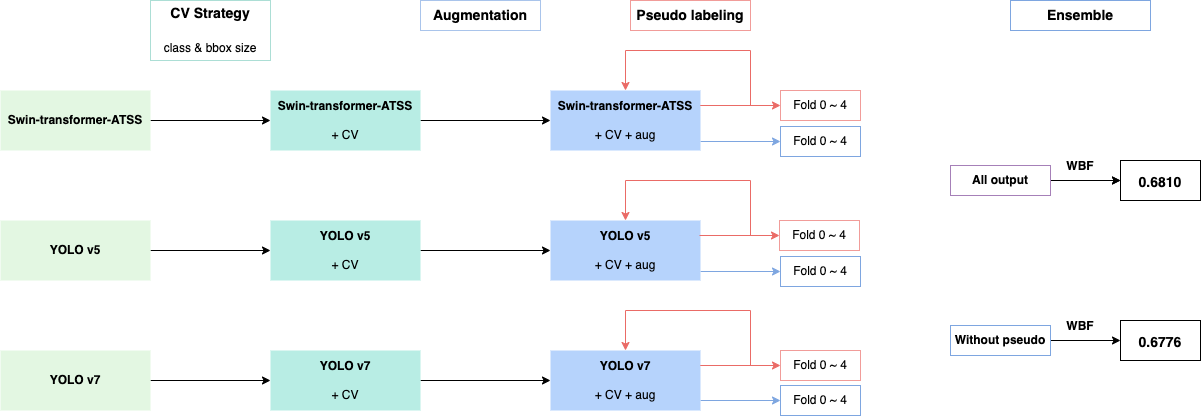 CV Strategy
class & bbox size
Augmentation
Pseudo labeling
Ensemble
Swin-transformer-ATSS
Swin-transformer-ATSS
+ CV
Swin-transformer-ATSS
+ CV + aug
Fold 0 ~ 4
Fold 0 ~ 4
YOLO v5
YOLO v5
+ CV
YOLO v5
+ CV + aug
Fold 0 ~ 4
Fold 0 ~ 4
YOLO v7
YOLO v7
+ CV
YOLO v7
+ CV + aug
Fold 0 ~ 4
Fold 0 ~ 4
All output
WBF
0.6810
Without pseudo
WBF
0.6776